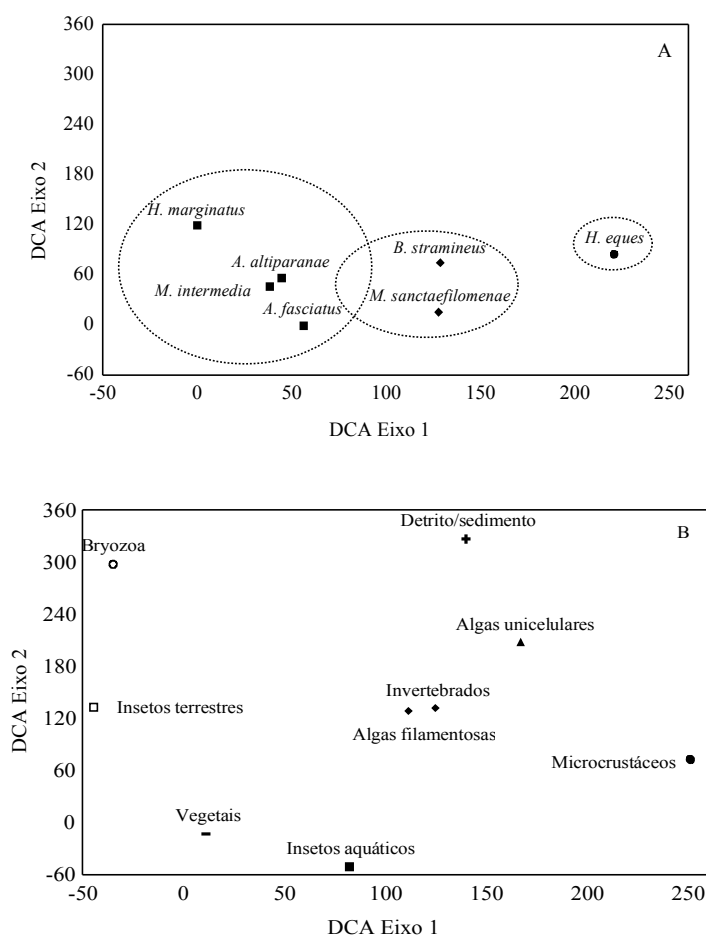 360
A
300
240
DCA Eixo 2
180
H. marginatus
120
B. stramineus
H. eques
A. altiparanae
60
M. intermedia
M. sanctaefilomenae
A. fasciatus
0
-60
-50 0 50 100 150 200 250
DCA Eixo 1
360
Detrito/sedimento
B
Bryozoa
300
240
Algas unicelulares
DCA Eixo 2
180
Invertebrados
Insetos terrestres
120
Algas filamentosas
Microcrustáceos
60
Vegetais
0
Insetos aquáticos
-60
-50 0 50 100 150 200 250
DCA Eixo 1